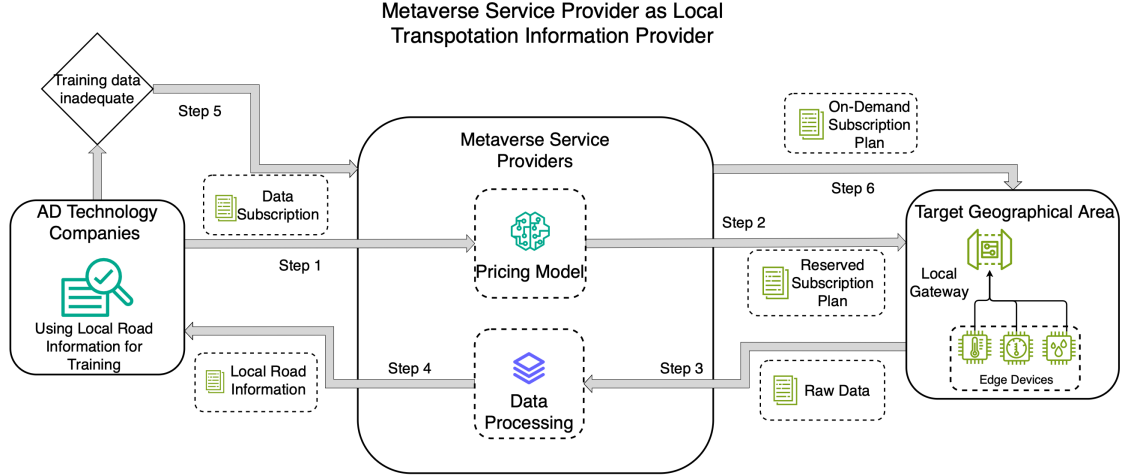 Metaverse Service Provider as Local
Transpotation Information Provider
Training data
inadequate
Step 5
On-Demand
Subscription
Plan
Metaverse Service
Providers
Step 6
Data
Subscription
AD Technology
Companies
Target Geographical Area
Step 2
Step 1
Pricing Model
Reserved
Subscription
Plan
Local
Gateway
Using Local Road
Information for
Training
Local Road
Information
Step 4
Data
Processing
Step 3
Raw Data
Edge Devices